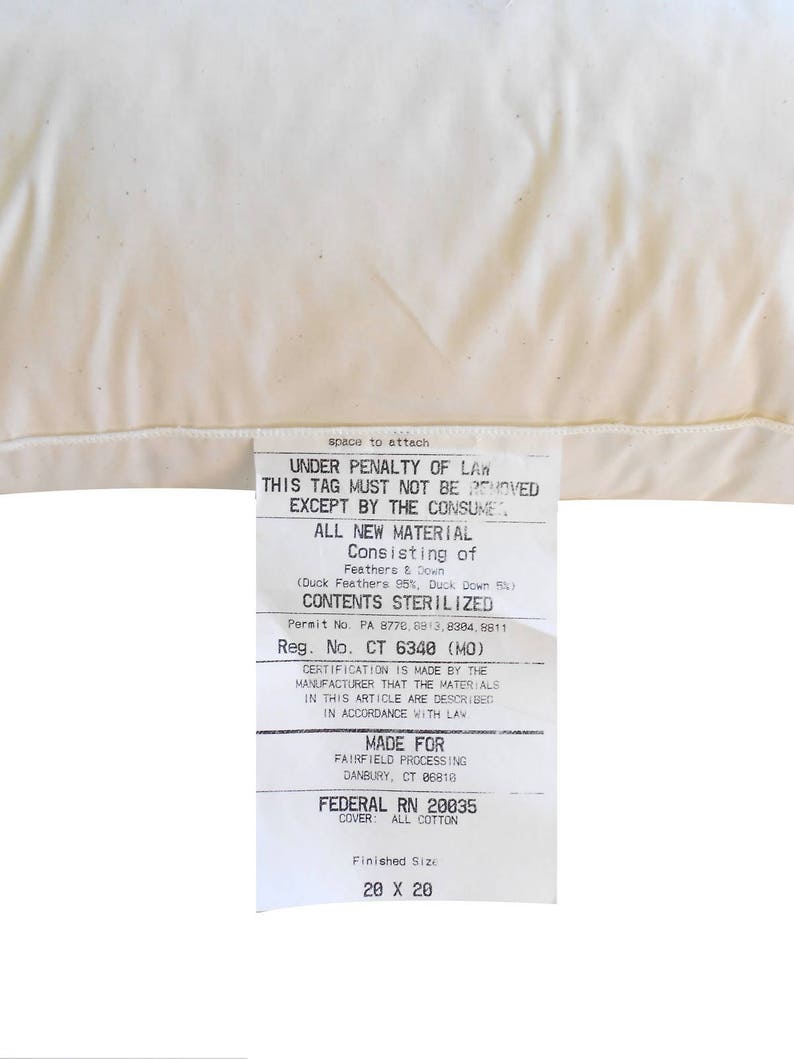 space to attach
UNDER PENALTY OF LAW
THIS TAG MUST NOT BE REMOVED
EXCEPT BY THE CONSUMER
ALL NEW MATERIAL
Consisting of
Feathers & Down
(Duck Feathers 95%, Duck Down 5%)
CONTENTS STERILIZED
Permit No. PA 8770,8813,8304,8811
Reg. No. CT 6340 (MO)
CERTIFICATION IS MADE BY THE
MANUFACTURER THAT THE MATERIALS
IN THIS ARTICLE ARE DESCRIBED
IN ACCORDANCE WITH LAW
MADE FOR
FAIRFIELD PROCESSING
DANBURY, CT 06810
FEDERAL RN 20035
COVER: ALL COTTON
Finished Size
20 X 20